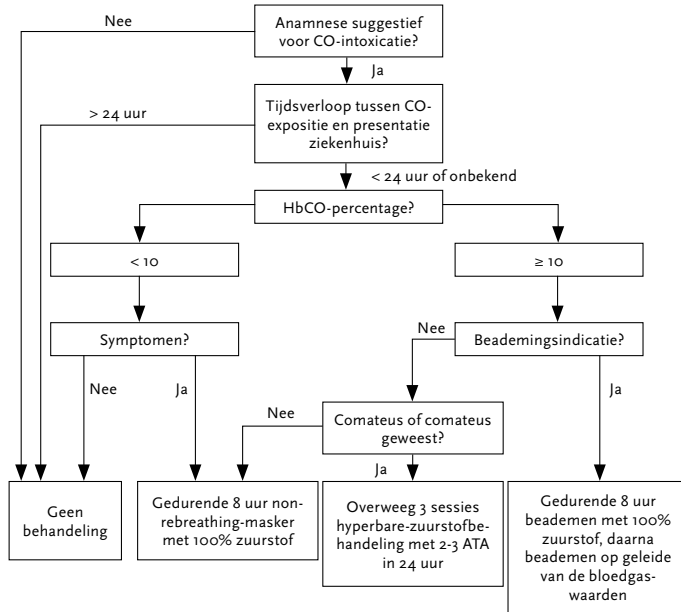 Nee
Anamnese suggestief
voor CO-intoxicatie?
Ja
> 24 uur
Tijdsverloop tussen CO-
expositie en presentatie
ziekenhuis?
< 24 uur of onbekend
HbCO-percentage?
< 10
≥ 10
Symptomen?
Nee
Beademingsindicatie?
Nee
Ja
Ja
Nee
Comateus of comateus
geweest?
Ja
Geen
behandeling
Gedurende 8 uur non-
rebreathing-masker
met 100% zuurstof
Overweeg 3 sessies
hyperbare-zuurstofbe-
handeling met 2-3 ATA
in 24 uur
Gedurende 8 uur
beademen met 100%
zuurstof, daarna
beademen op geleide
van de bloedgas-
waarden